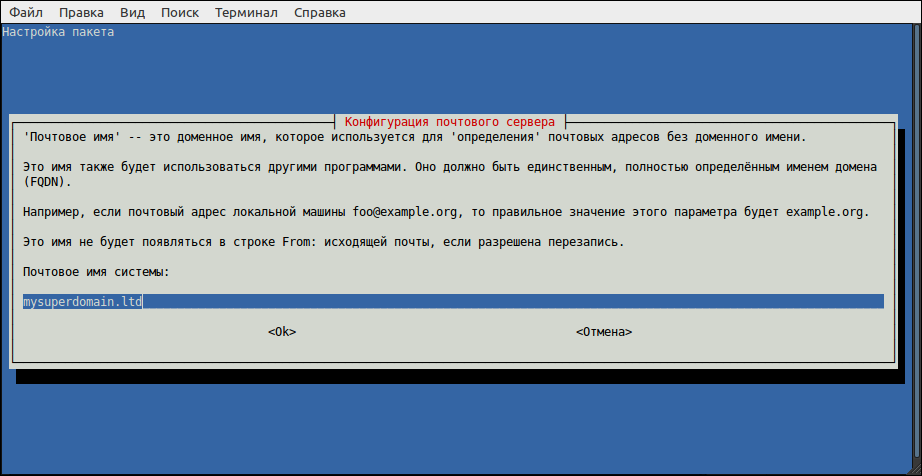 Файл Правка Вид Поиск Терминал Справка
Настройка пакета
Конфигурация почтового сервера
'Почтовое имя' -- это доменное имя, которое используется для 'определения' почтовых адресов без доменного имени.
Это имя также будет использоваться другими программами. Оно должно быть единственным, полностью определённым именем домена
(FQDN).
Например, если почтовый адрес локальной машины foo@example.org, то правильное значение этого параметра будет example.org.
Это имя не будет появляться в строке From: исходящей почты, если разрешена перезапись.
Почтовое имя системы:
mysuperdomain.ltd
<Ok> <Отмена>